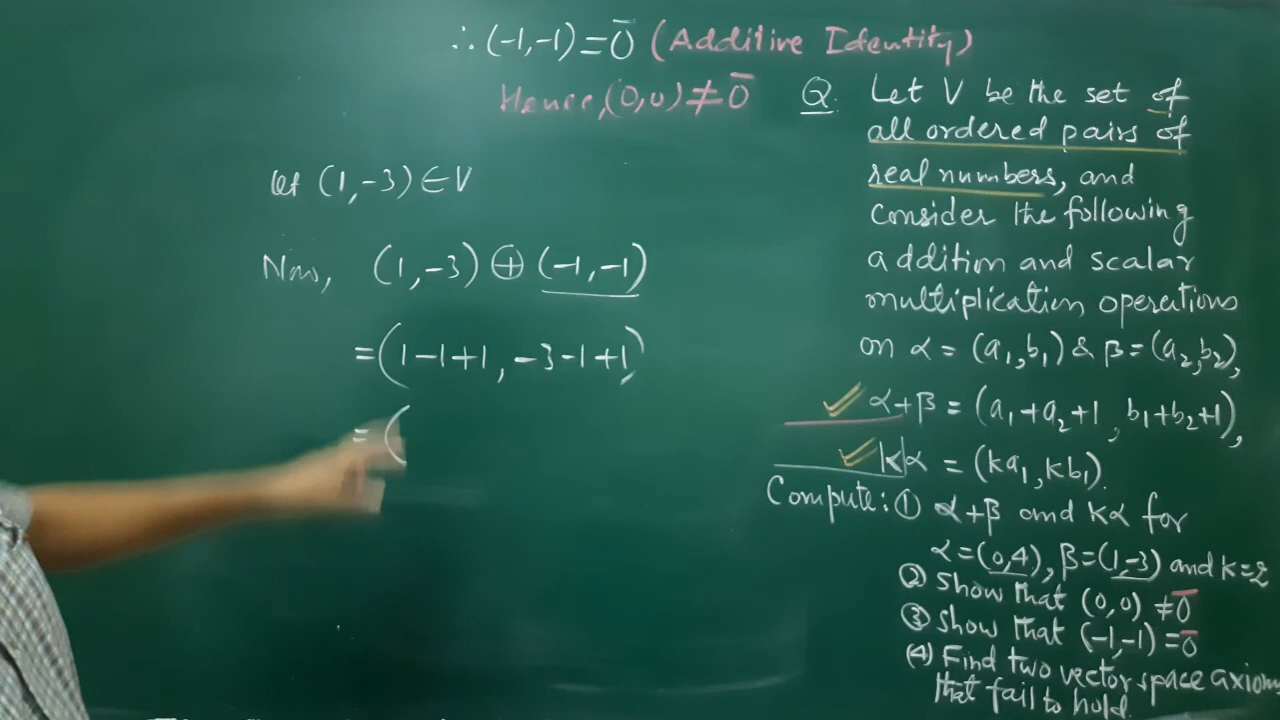 ∴ (-1,-1) = 0̄ (Additive Identity)
Hence, (0,0) ≠ 0̄
Let (1,-3) ∈ V
Now, (1,-3) ⊕ (-1,-1)
= (1-1+1, -3-1+1)
= (
Q. Let V be the set of
all ordered pairs of
real numbers, and
consider the following
addition and scalar
multiplication operations
on α = (a₁,b₁) & β = (a₂,b₂),
α+β = (a₁+a₂+1, b₁+b₂+1),
kα = (ka₁, kb₁).
Compute: ① α+β and kα for
α=(0,4), β=(1,-3) and k=2
② Show that (0,0) ≠ 0̄
③ Show that (-1,-1) = 0̄
(4) Find two vector space axiom
that fail to hold.